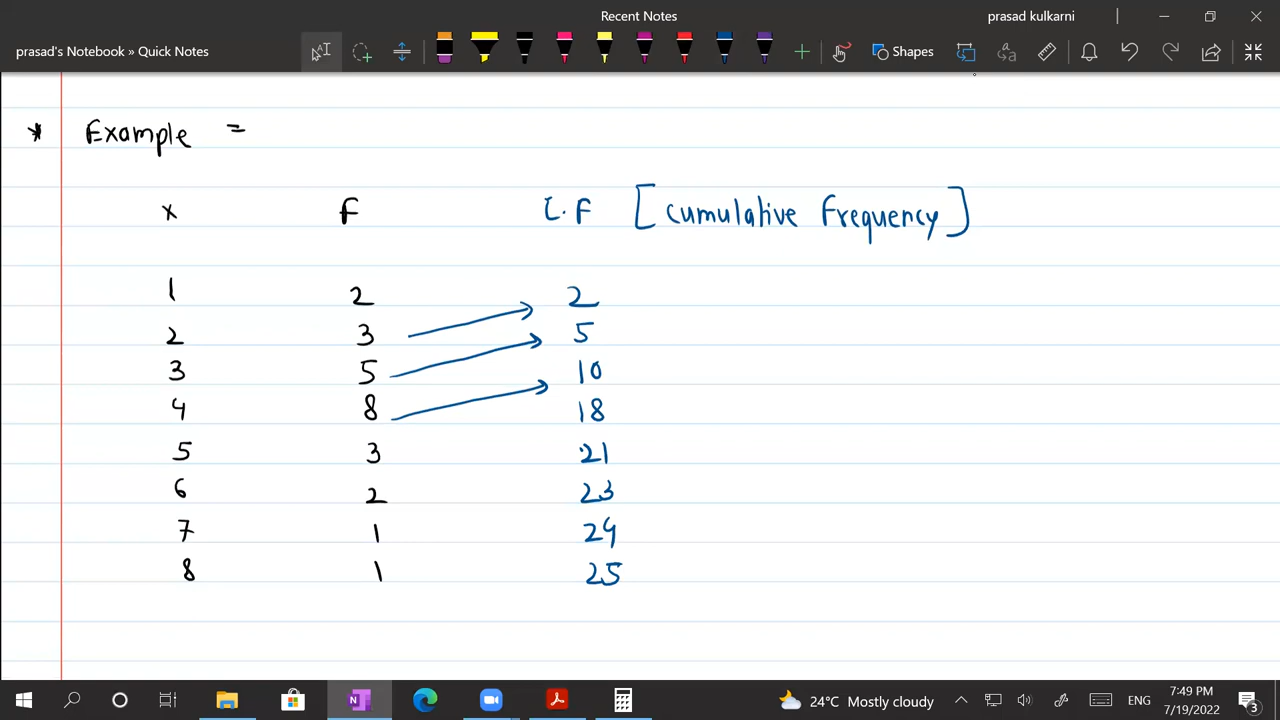 Recent Notes
prasad kulkarni
prasad's Notebook » Quick Notes
Shapes
* Example =
x F C.F [Cumulative Frequency]
1 2 2
2 3 5
3 5 10
4 8 18
5 3 21
6 2 23
7 1 24
8 1 25
24°C Mostly cloudy
ENG
7:49 PM
7/19/2022
3